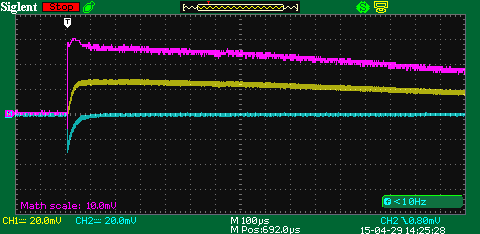 Siglent Stop
T
M
Math scale: 10.0mV
<10Hz
CH1 20.0mV CH2 20.0mV M 100µs CH2 0.80mV
M Pos:692.0µs 15-04-29 14:25:28